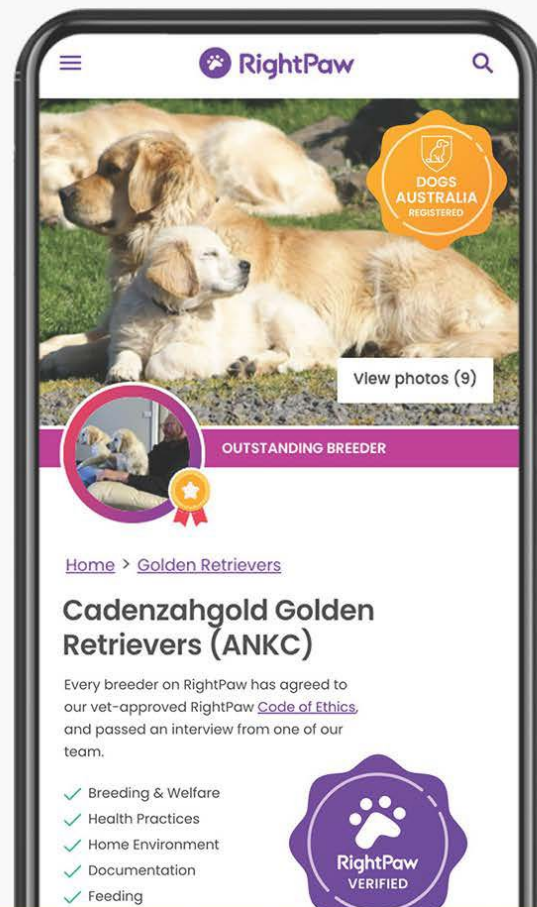 RightPaw
DOGS
AUSTRALIA
REGISTERED
View photos (9)
OUTSTANDING BREEDER
Home > Golden Retrievers
Cadenzahgold Golden
Retrievers (ANKC)
Every breeder on RightPaw has agreed to
our vet-approved RightPaw Code of Ethics,
and passed an interview from one of our
team.
Breeding & Welfare
Health Practices
Home Environment
Documentation
Feeding
RightPaw
VERIFIED